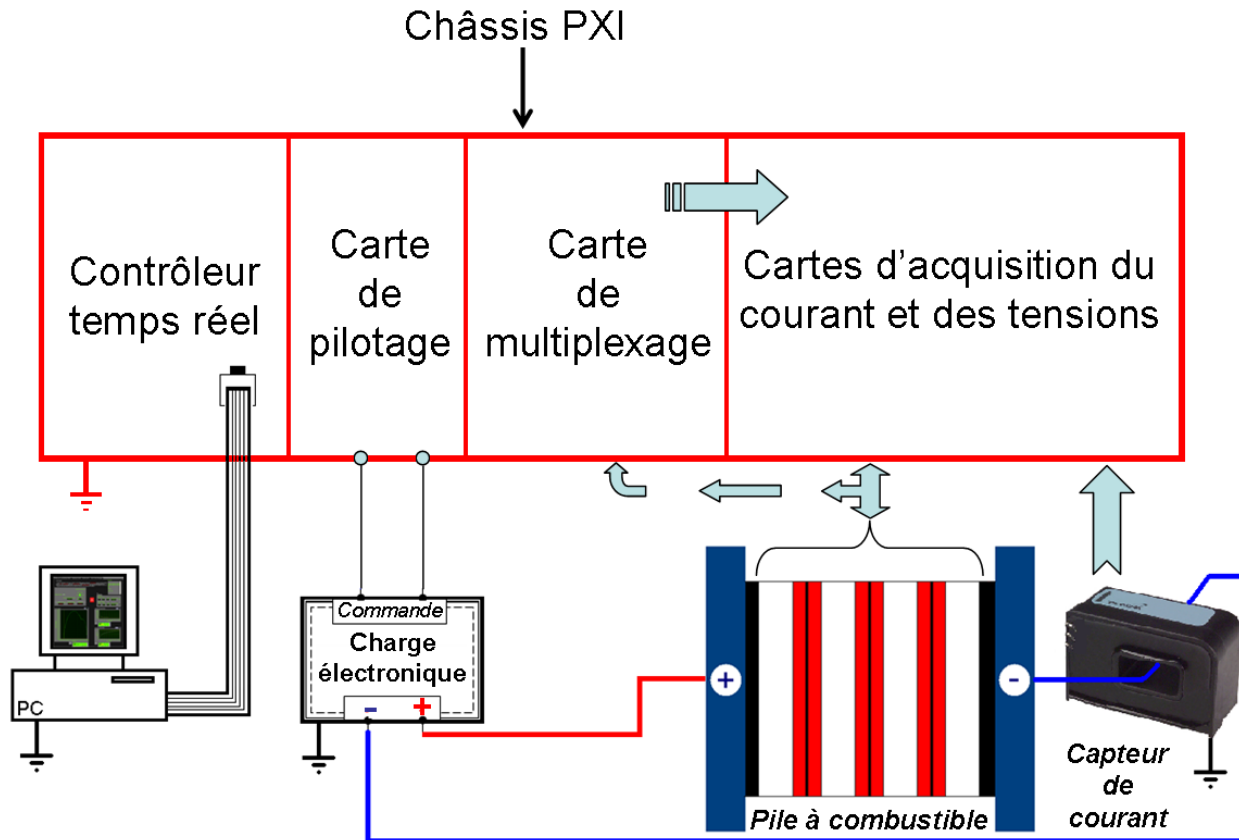 Châssis PXI
Contrôleur
temps réel
Carte
de
pilotage
Carte
de
multiplexage
Cartes d’acquisition du
courant et des tensions
PC
Commande
Charge
électronique
-
+
+
-
Pile à combustible
Capteur
de
courant